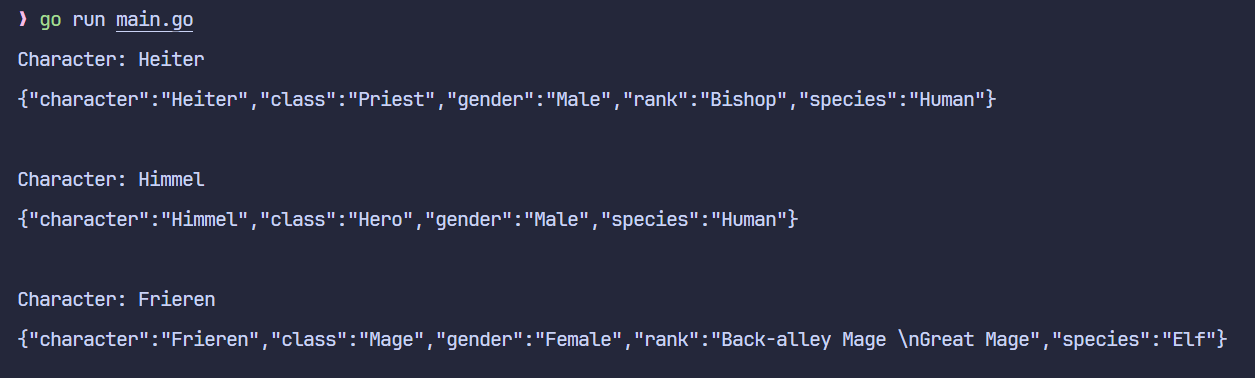 ❯ go run main.go
Character: Heiter
{"character":"Heiter","class":"Priest","gender":"Male","rank":"Bishop","species":"Human"}
Character: Himmel
{"character":"Himmel","class":"Hero","gender":"Male","species":"Human"}
Character: Frieren
{"character":"Frieren","class":"Mage","gender":"Female","rank":"Back-alley Mage \nGreat Mage","species":"Elf"}